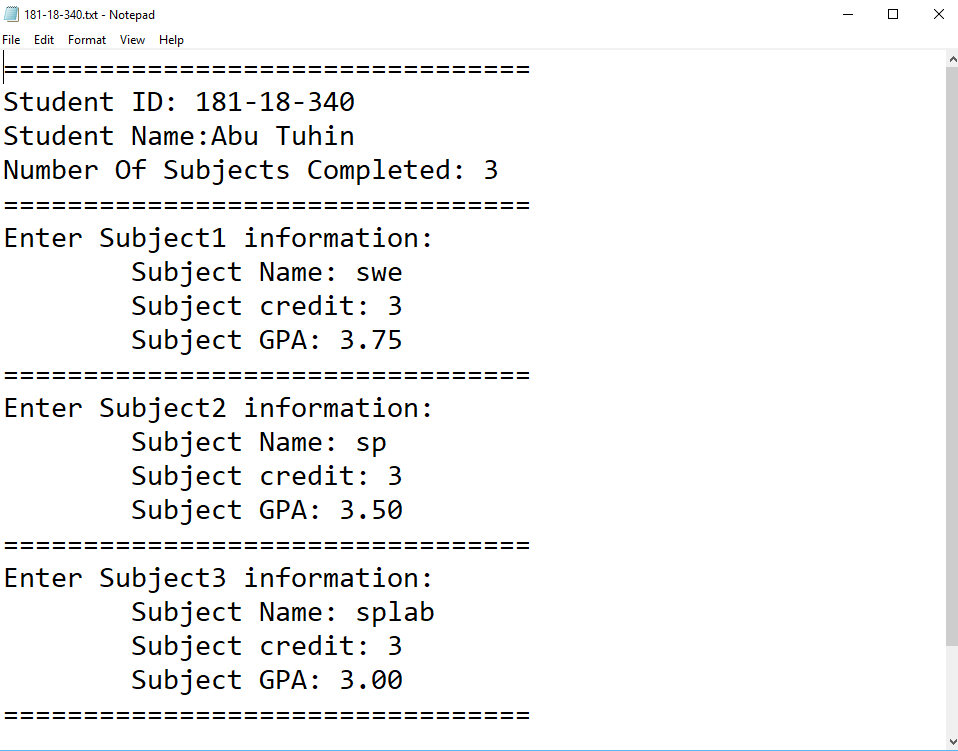 181-18-340.txt - Notepad
File Edit Format View Help
=================================
Student ID: 181-18-340
Student Name:Abu Tuhin
Number Of Subjects Completed: 3
=================================
Enter Subject1 information:
        Subject Name: swe
        Subject credit: 3
        Subject GPA: 3.75
=================================
Enter Subject2 information:
        Subject Name: sp
        Subject credit: 3
        Subject GPA: 3.50
=================================
Enter Subject3 information:
        Subject Name: splab
        Subject credit: 3
        Subject GPA: 3.00
=================================